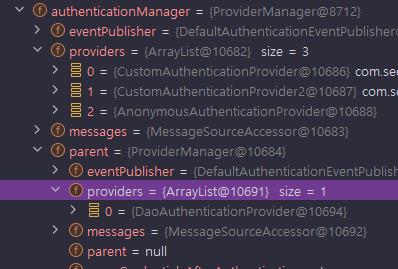 authenticationManager = {ProviderManager@8712}
eventPublisher = {DefaultAuthenticationEventPublisher@
providers = {ArrayList@10682} size = 3
0 = {CustomAuthenticationProvider@10686} com.sec
1 = {CustomAuthenticationProvider2@10687} com.se
2 = {AnonymousAuthenticationProvider@10688}
messages = {MessageSourceAccessor@10683}
parent = {ProviderManager@10684}
eventPublisher = {DefaultAuthenticationEventPublish
providers = {ArrayList@10691} size = 1
0 = {DaoAuthenticationProvider@10694}
messages = {MessageSourceAccessor@10692}
parent = null